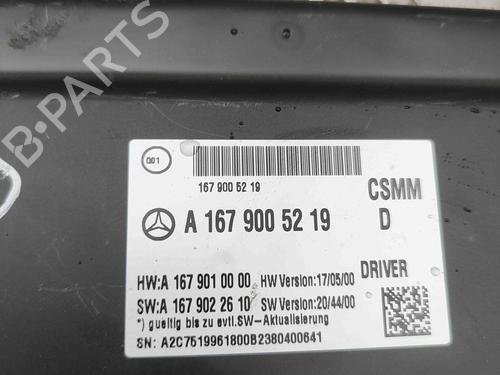 B-PARTS
001
167 900 52 19
CSMM
A 167 900 52 19
D
HW:A 167 901 00 00 HW Version:17/05/00
DRIVER
SW:A 167 902 26 10 SW Version:20/44/00
*) gueltig bis zu evtl.SW-Aktualisierung
SN: A2C7519961800B2380400641